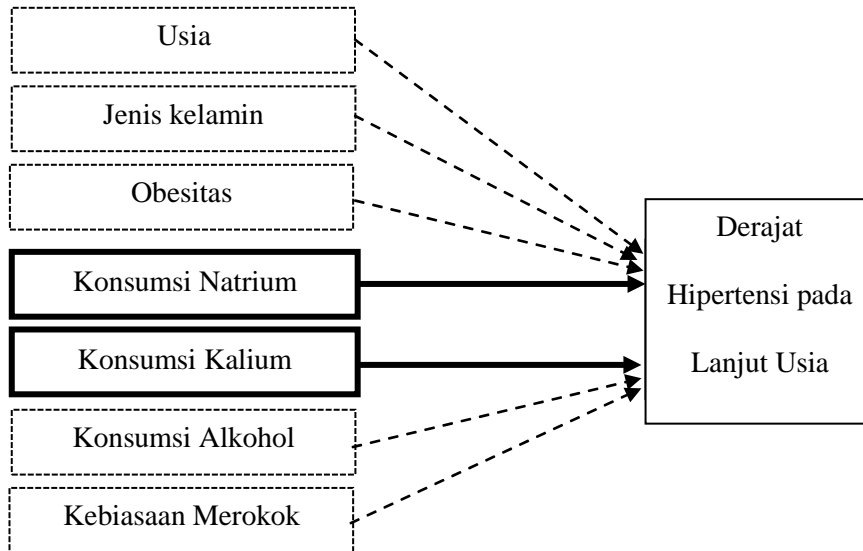 Usia
Jenis kelamin
Obesitas
Konsumsi Natrium
Konsumsi Kalium
Konsumsi Alkohol
Kebiasaan Merokok
Derajat
Hipertensi pada
Lanjut Usia